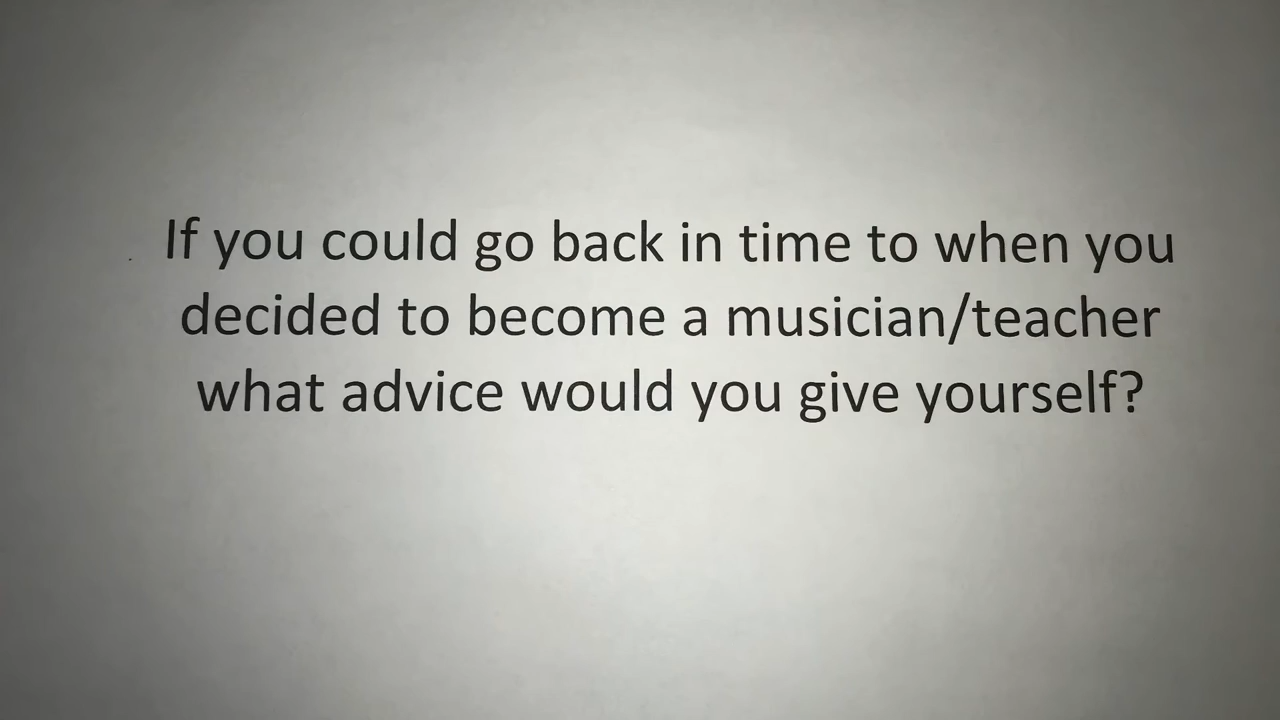 If you could go back in time to when you
decided to become a musician/teacher
what advice would you give yourself?